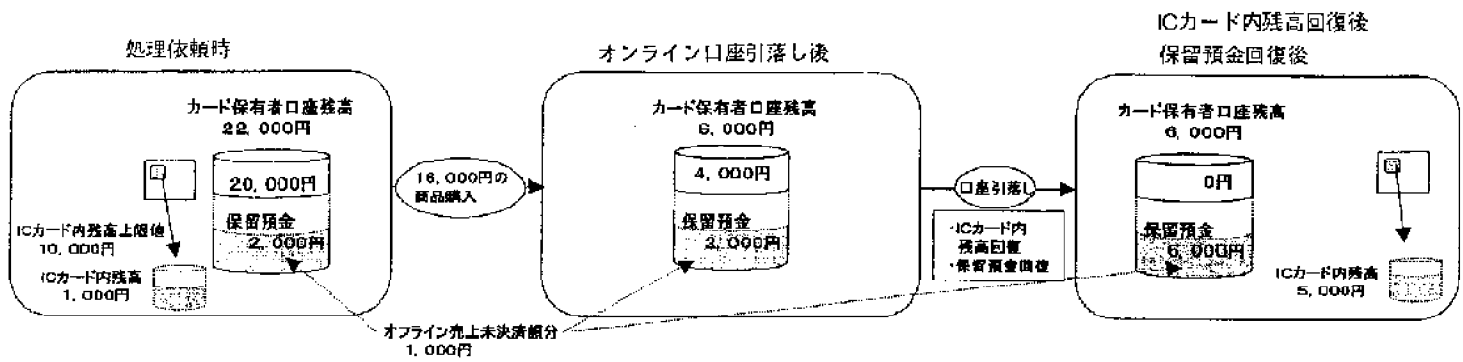 処理依頼時
カード保有者口座残高
22,000円
20,000円
保留預金
2,000円
ICカード内残高上限値
10,000円
ICカード内残高
1,000円
16,000円の
商品購入
オンライン口座引落し後
カード保有者口座残高
6,000円
4,000円
保留預金
2,000円
口座引落し
・ICカード内
残高回復
・保留預金回復
ICカード内残高回復後
保留預金回復後
カード保有者口座残高
6,000円
0円
保留預金
6,000円
ICカード内残高
5,000円
オフライン売上未決済額分
1,000円